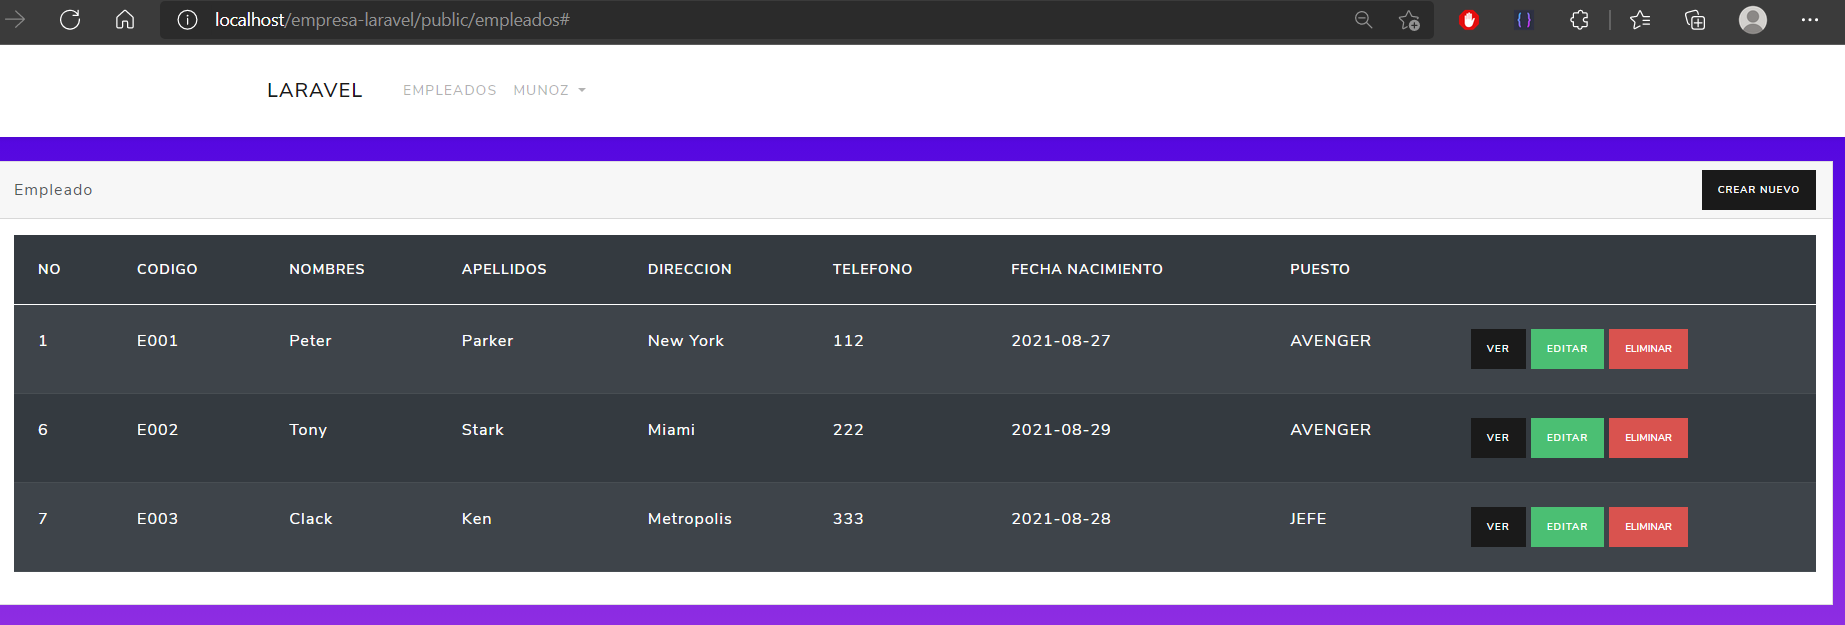 localhost/empresa-laravel/public/empleados#
LARAVEL EMPLEADOS MUNOZ
Empleado CREAR NUEVO
NO CODIGO NOMBRES APELLIDOS DIRECCION TELEFONO FECHA NACIMIENTO PUESTO
1 E001 Peter Parker New York 112 2021-08-27 AVENGER VER EDITAR ELIMINAR
6 E002 Tony Stark Miami 222 2021-08-29 AVENGER VER EDITAR ELIMINAR
7 E003 Clack Ken Metropolis 333 2021-08-28 JEFE VER EDITAR ELIMINAR